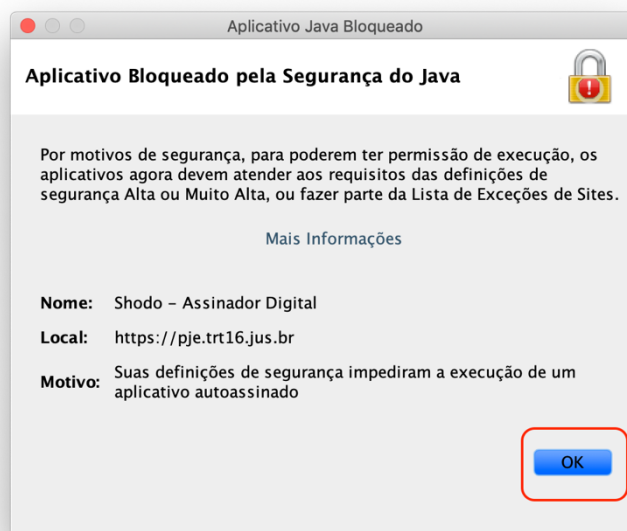 Aplicativo Java Bloqueado
Aplicativo Bloqueado pela Segurança do Java
Por motivos de segurança, para poderem ter permissão de execução, os
aplicativos agora devem atender aos requisitos das definições de
segurança Alta ou Muito Alta, ou fazer parte da Lista de Exceções de Sites.
Mais Informações
Nome: Shodo – Assinador Digital
Local: https://pje.trt16.jus.br
Motivo: Suas definições de segurança impediram a execução de um
aplicativo autoassinado
OK